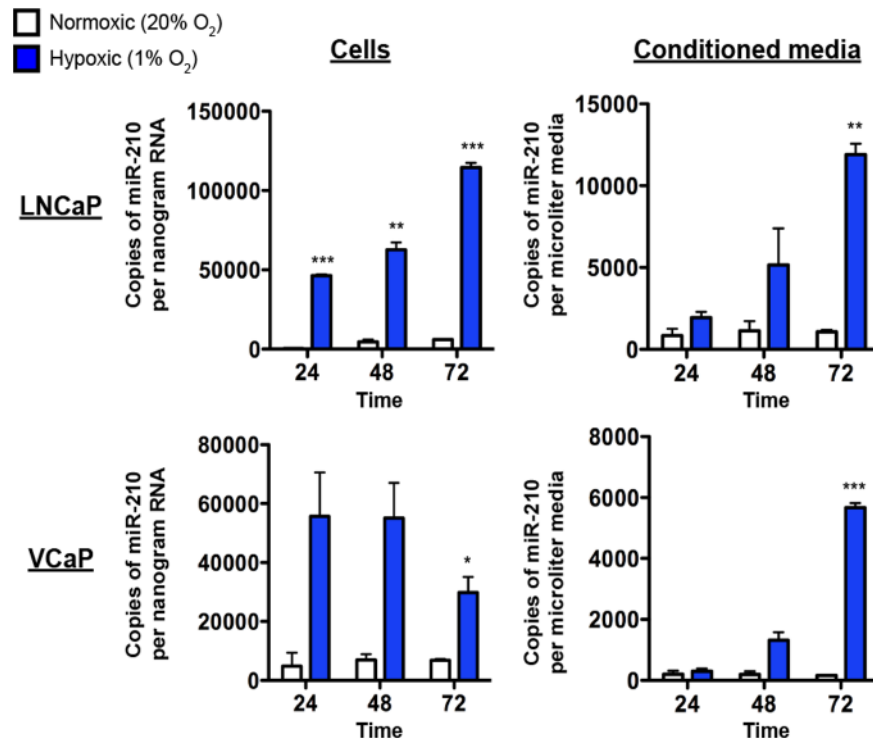 Normoxic (20% O₂)
Hypoxic (1% O₂)
Cells
Conditioned media
LNCaP
Copies of miR-210
per nanogram RNA
150000
100000
50000
0
***
**
***
24 48 72
Time
Copies of miR-210
per microliter media
15000
10000
5000
0
**
24 48 72
Time
VCaP
Copies of miR-210
per nanogram RNA
80000
60000
40000
20000
0
*
24 48 72
Time
Copies of miR-210
per microliter media
8000
6000
4000
2000
0
***
24 48 72
Time